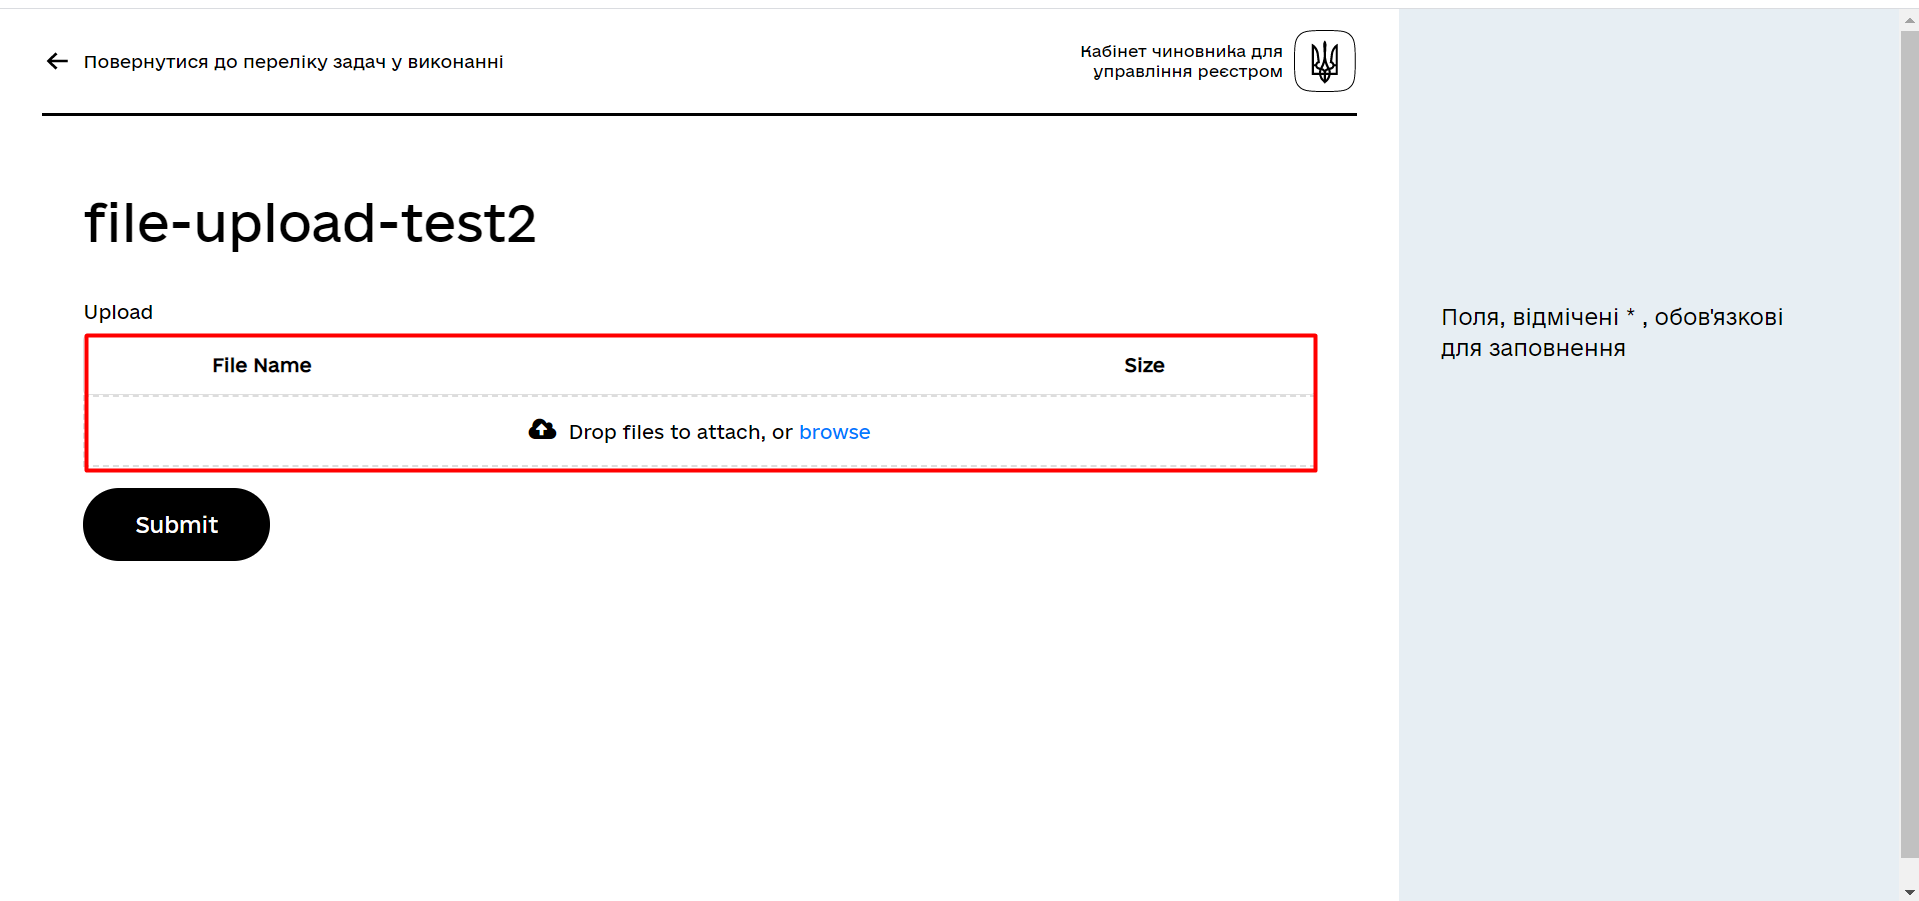 Повернутися до переліку задач у виконанні
Кабінет чиновника для
управління реєстром
file-upload-test2
Upload
File Name Size
Drop files to attach, or browse
Submit
Поля, відмічені * , обов'язкові
для заповнення